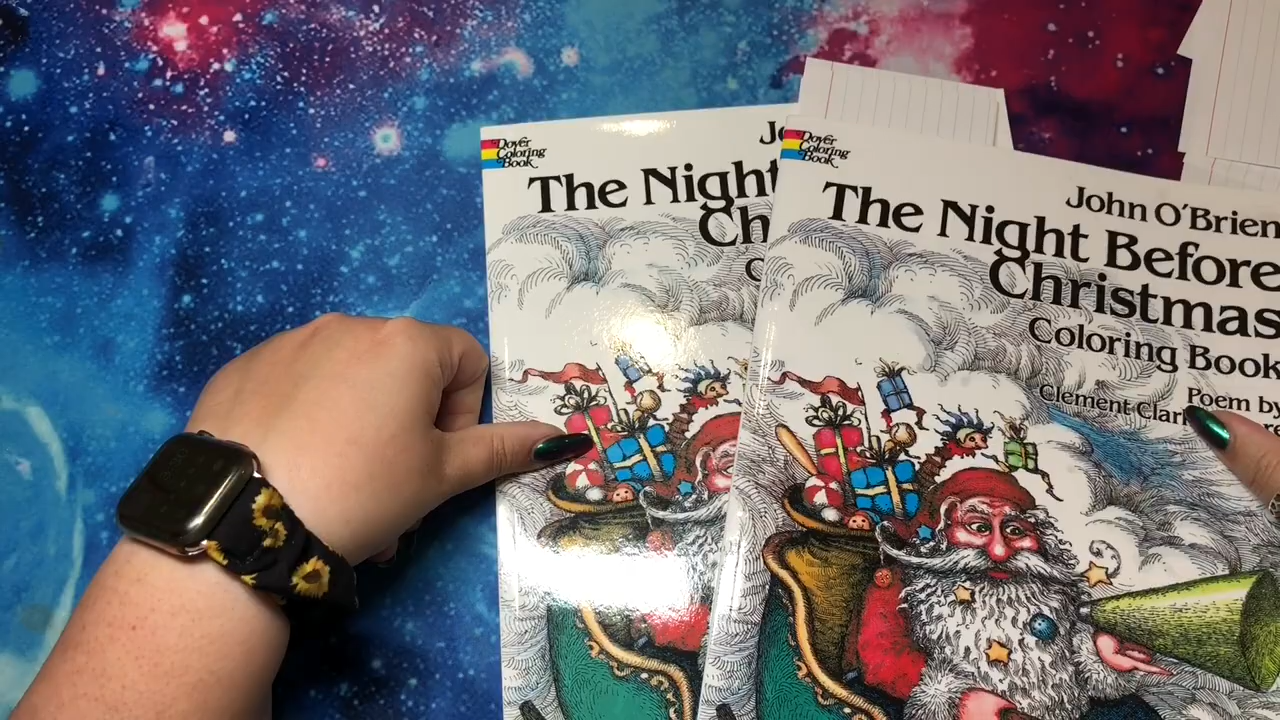 Dover
Coloring
Book
The Night
Ch
Dover
Coloring
Book
John O'Brien
The Night Before
Christmas
Coloring Book
Poem by
Clement Clar